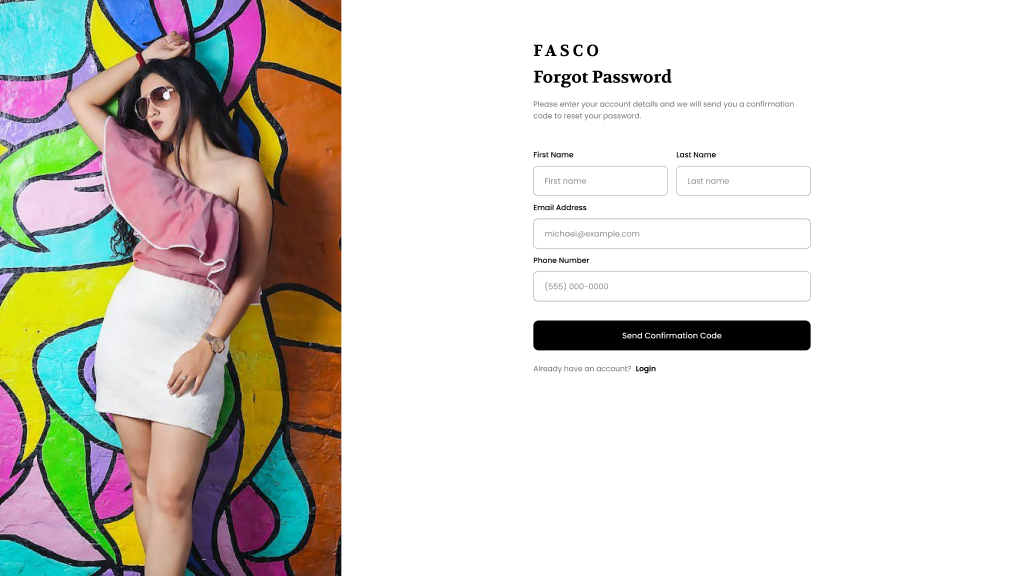 FASCO
Forgot Password
Please enter your account details and we will send you a confirmation
code to reset your password.
First Name
Last Name
First name
Last name
Email Address
michael@example.com
Phone Number
(555) 000-0000
Send Confirmation Code
Already have an account? Login